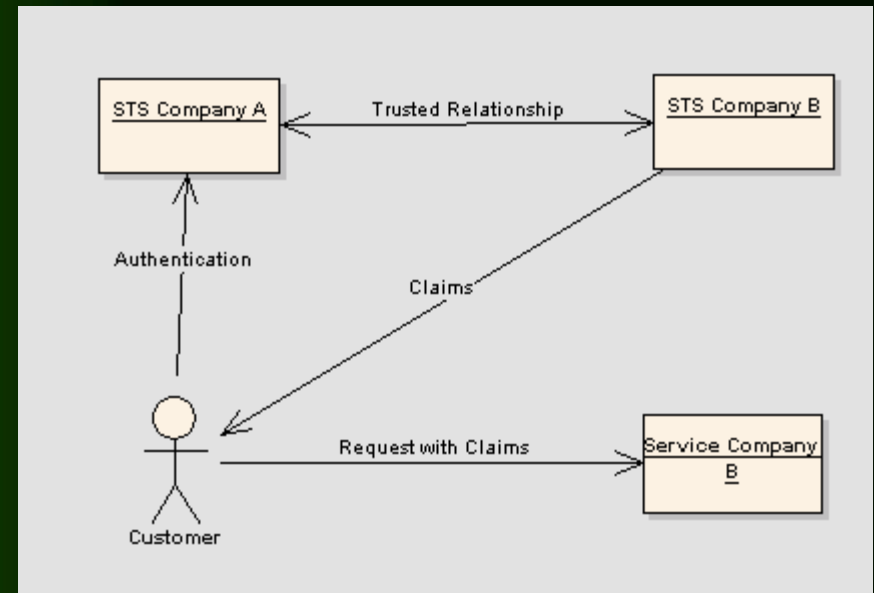 STS Company A
Trusted Relationship
STS Company B
Authentication
Claims
Request with Claims
Service Company
B
Customer